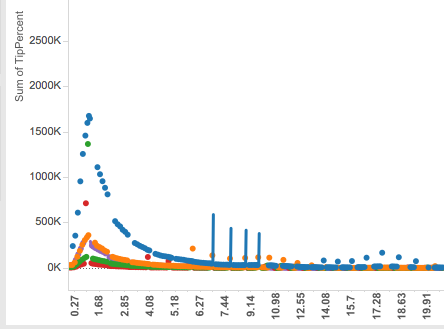 Sum of TipPercent
2500K
2000K
1500K
1000K
500K
0K
0.27 1.68 2.85 4.08 5.18 6.27 7.44 9.14 10.98 12.55 14.08 15.7 17.28 18.63 19.91